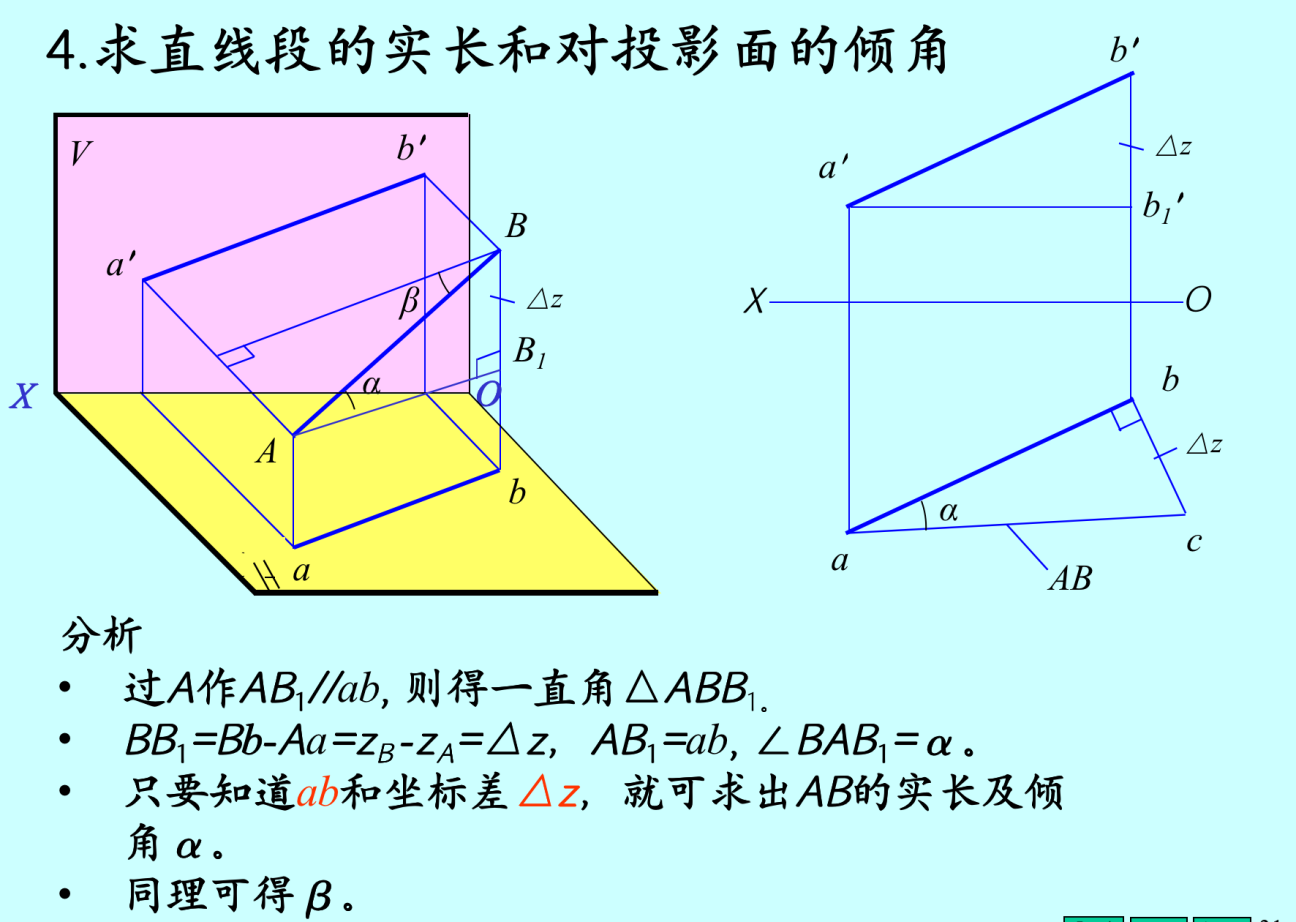 4.求直线段的实长和对投影面的倾角
V
b′
a′
B
β
△z
B₁
α
X
O
A
b
a
H
b′
△z
a′
b₁′
X
O
b
△z
α
a
c
AB
分析
• 过A作AB₁//ab, 则得一直角△ABB₁。
• BB₁=Bb-Aa=z_B-z_A=△z, AB₁=ab, ∠BAB₁=α。
• 只要知道ab和坐标差△z, 就可求出AB的实长及倾
角α。
• 同理可得β。